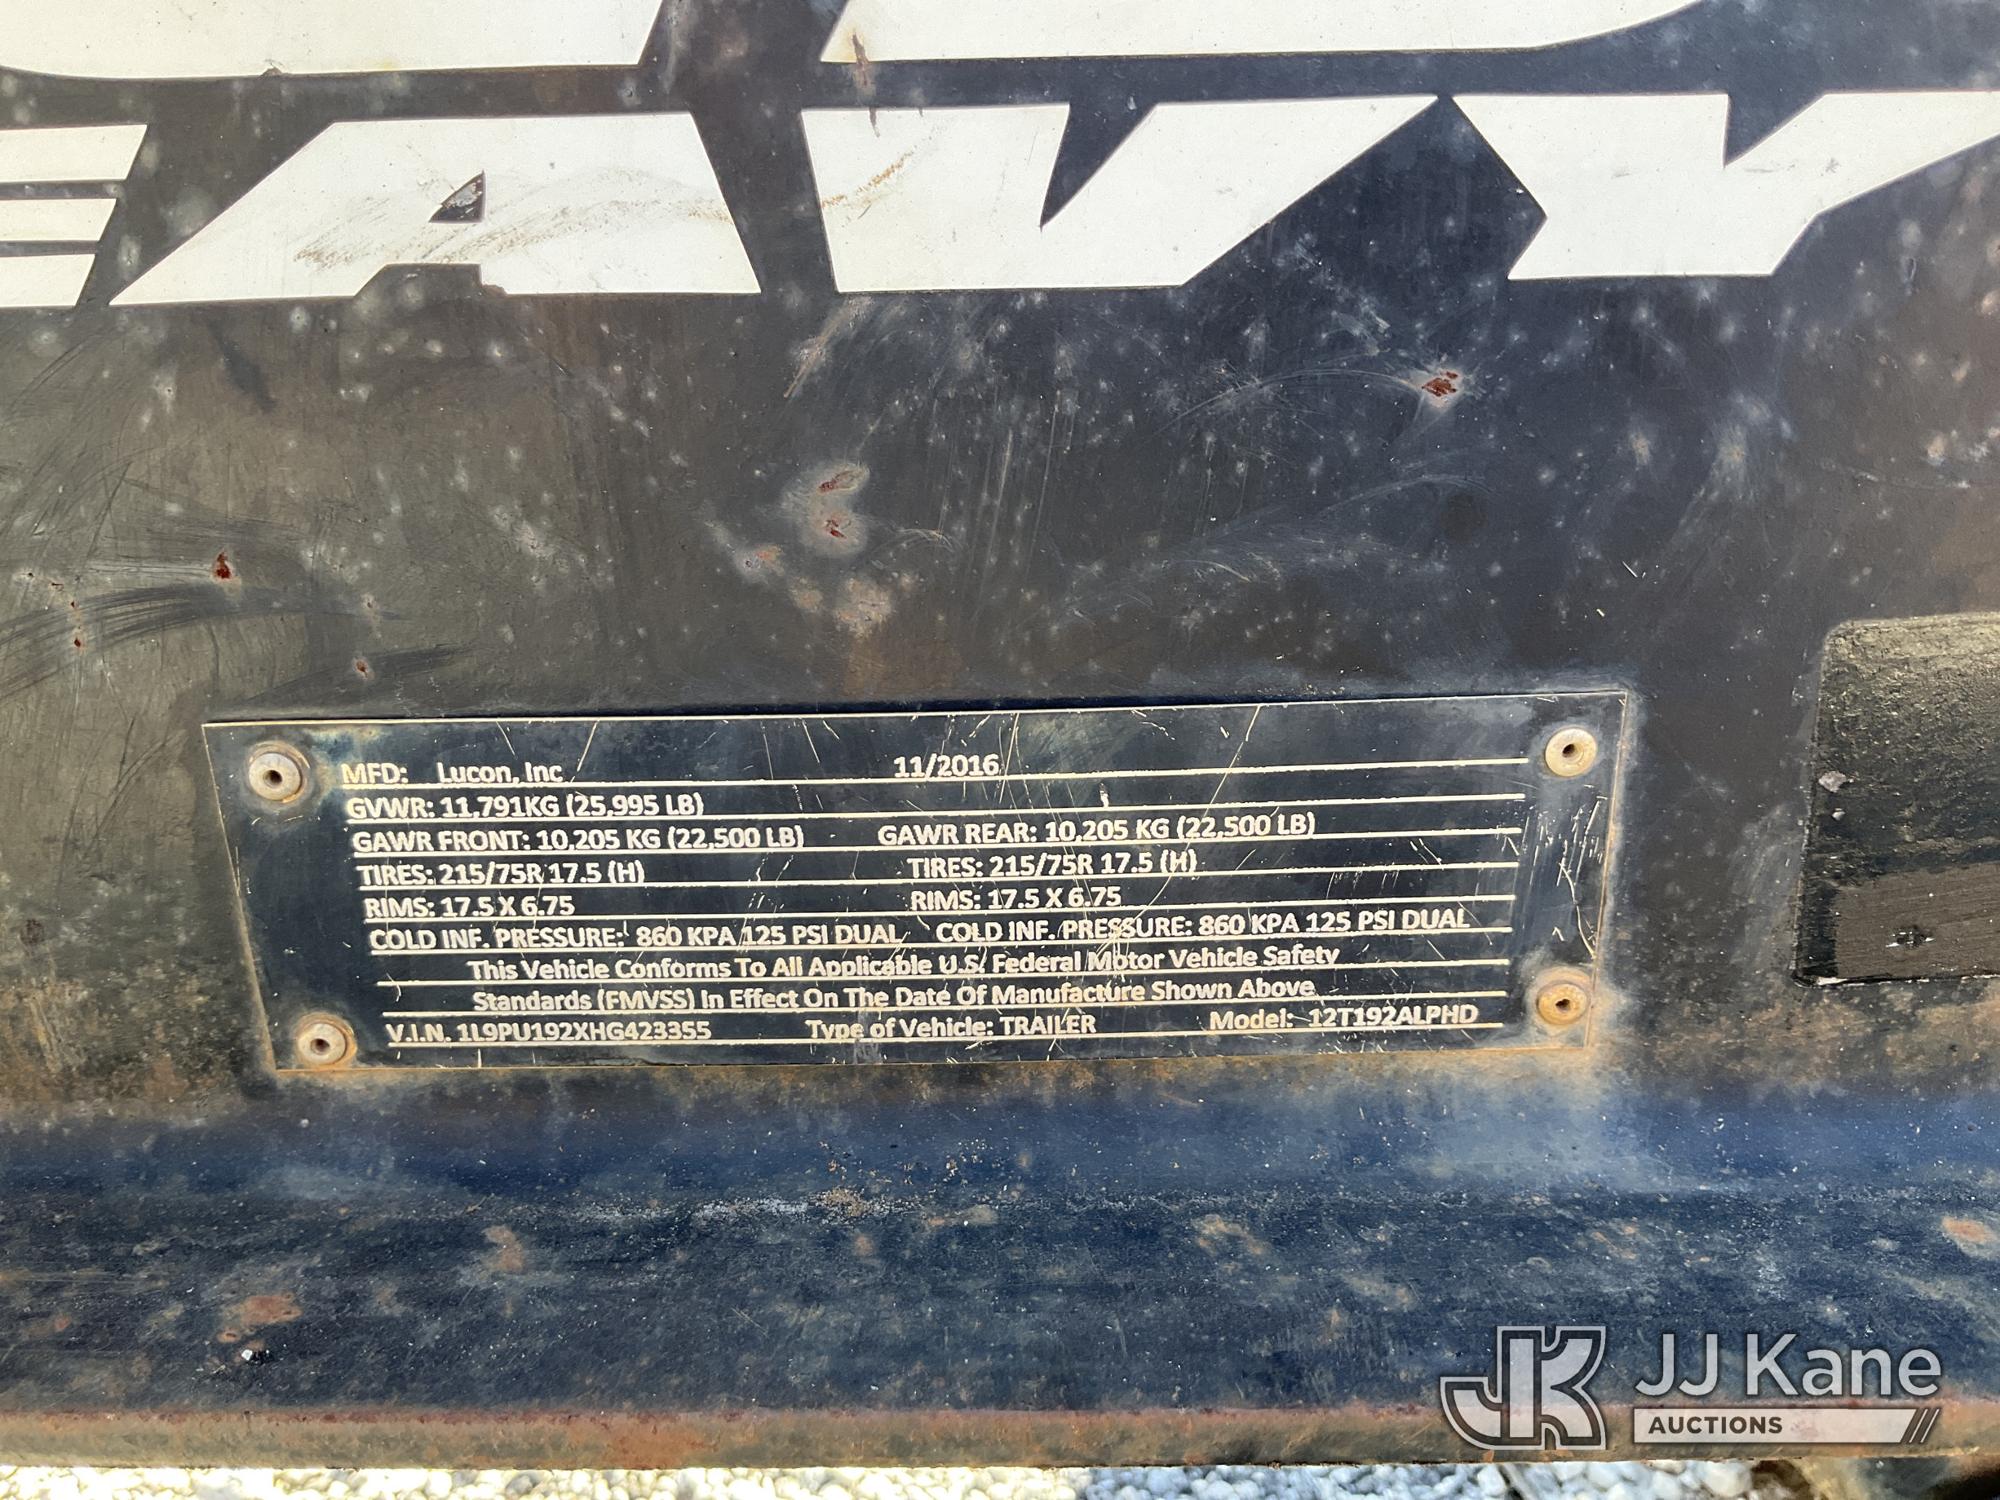 EAVY
MFD: Lucon, Inc 11/2016
GVWR: 11,791KG (25,995 LB)
GAWR FRONT: 10,205 KG (22,500 LB) GAWR REAR: 10,205 KG (22,500 LB)
TIRES: 215/75R 17.5 (H) TIRES: 215/75R 17.5 (H)
RIMS: 17.5 X 6.75 RIMS: 17.5 X 6.75
COLD INF. PRESSURE: 860 KPA 125 PSI DUAL COLD INF. PRESSURE: 860 KPA 125 PSI DUAL
This Vehicle Conforms To All Applicable U.S. Federal Motor Vehicle Safety
Standards (FMVSS) In Effect On The Date Of Manufacture Shown Above
V.I.N. 1L9PU192XHG423355 Type of Vehicle: TRAILER Model: 12T192ALPHD
JK JJ Kane
AUCTIONS